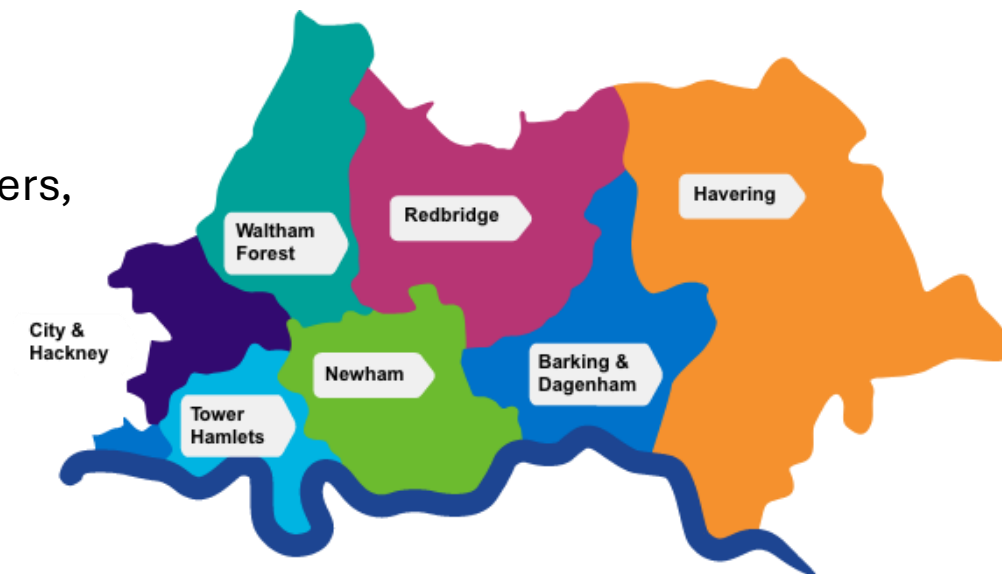 ers,
Waltham
Forest
Redbridge
Havering
City &
Hackney
Newham
Barking &
Dagenham
Tower
Hamlets